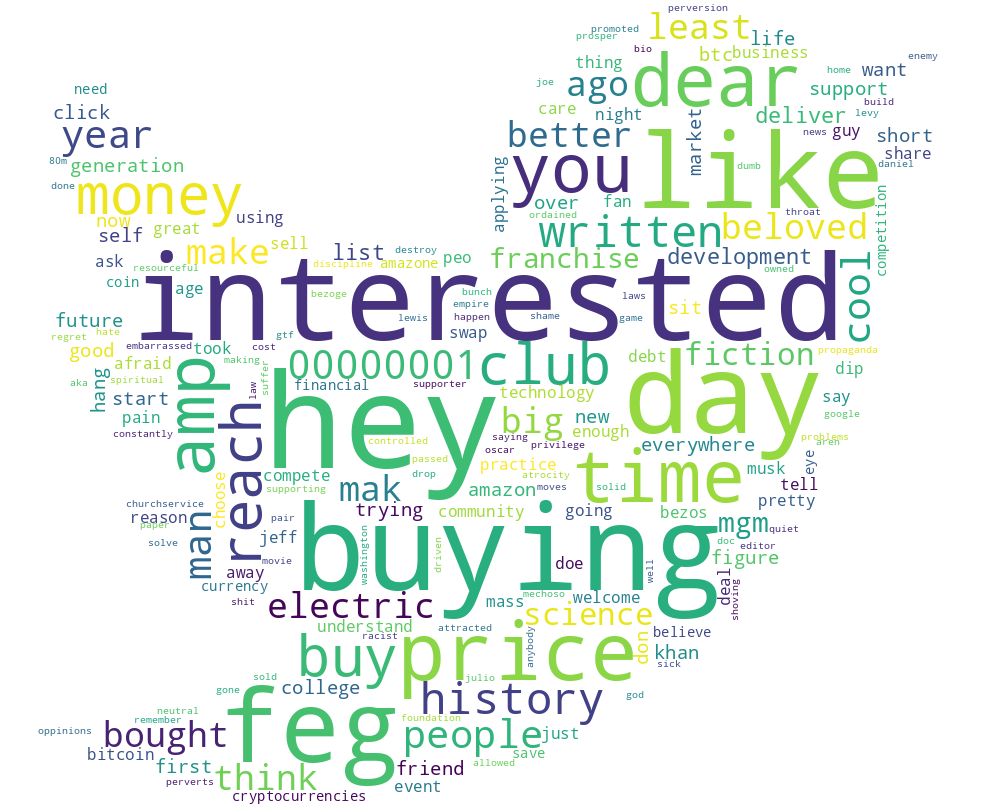 perversion
promoted
least
life
prosper
bio
btc
business
enemy
need
thing
dear
joe
home
want
click
ago
support
care
build
year
night
deliver
levy
market
news
guy
short
80m
better
like
daniel
share
generation
you
dumb
done
money
applying
over
fan
throat
ordained
competition
now
great
using
written
beloved
self
sell
list
destroy
peo
franchise
development
owned
make
ask
resourceful
discipline
amazone
interested
cool
coin
age
bezoge
bunch
empire
laws
sit
future
lewis
happen
shame
game
regret
hate
gtf
swap
embarrassed
cost
good
took
making
00000001
club
debt
fiction
propaganda
afraid
dip
aka
spiritual
suffer
financial
supporter
hang
amp
law
hey
technology
day
say
start
google
pain
reach
big
new
enough
constantly
controlled
saying
privilege
everywhere
problems
oscar
aren
passed
practice
time
musk
eye
compete
drop
atrocity
tell
choose
supporting
mak
amazon
moves
solid
pretty
churchservice
reason
man
pair
trying
community
going
bezos
mgm
quiet
paper
buying
solve
jeff
doc
editor
movie
washington
driven
doe
well
figure
away
currency
mechoso
deal
shoving
shit
electric
mass
welcome
science
understand
attracted
believe
racist
anybody
don
buy
price
khan
sick
gone
sold
college
julio
god
feg
history
neutral
remember
foundation
oppinions
bought
people
just
bitcoin
save
first
think
friend
allowed
perverts
event
cryptocurrencies